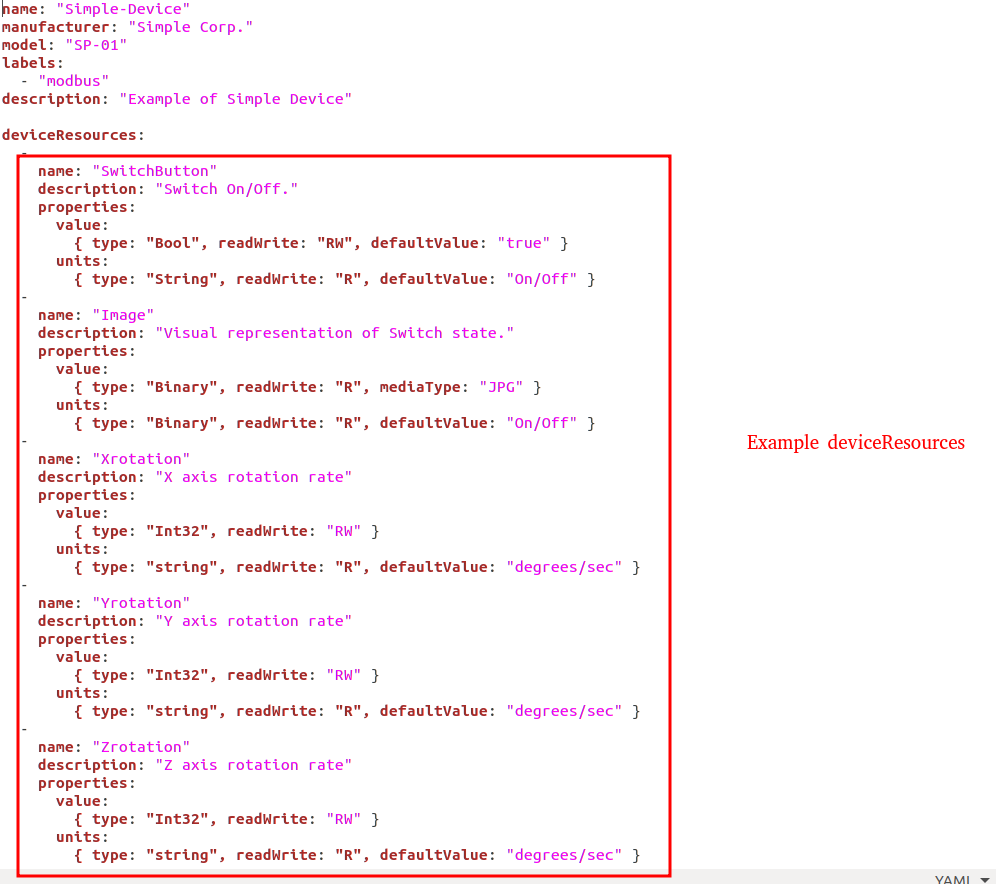 name: "Simple-Device"
manufacturer: "Simple Corp."
model: "SP-01"
labels:
  - "modbus"
description: "Example of Simple Device"

deviceResources:
  -
    name: "SwitchButton"
    description: "Switch On/Off."
    properties:
      value:
        { type: "Bool", readWrite: "RW", defaultValue: "true" }
      units:
        { type: "String", readWrite: "R", defaultValue: "On/Off" }
  -
    name: "Image"
    description: "Visual representation of Switch state."
    properties:
      value:
        { type: "Binary", readWrite: "R", mediaType: "JPG" }
      units:
        { type: "Binary", readWrite: "R", defaultValue: "On/Off" }
  -
    name: "Xrotation"
    description: "X axis rotation rate"
    properties:
      value:
        { type: "Int32", readWrite: "RW" }
      units:
        { type: "string", readWrite: "R", defaultValue: "degrees/sec" }
  -
    name: "Yrotation"
    description: "Y axis rotation rate"
    properties:
      value:
        { type: "Int32", readWrite: "RW" }
      units:
        { type: "string", readWrite: "R", defaultValue: "degrees/sec" }
  -
    name: "Zrotation"
    description: "Z axis rotation rate"
    properties:
      value:
        { type: "Int32", readWrite: "RW" }
      units:
        { type: "string", readWrite: "R", defaultValue: "degrees/sec" }
Example deviceResources
YAML